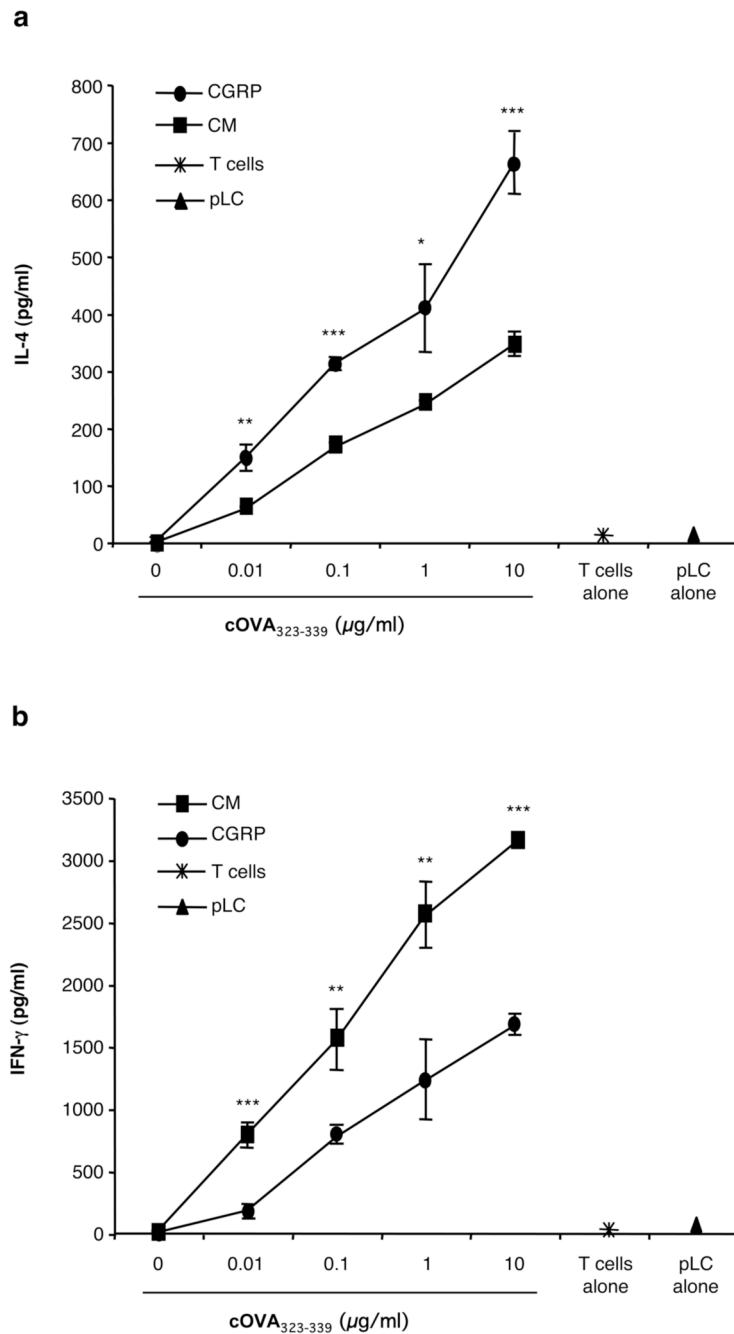 a
800
700
600
500
400
300
200
100
0
IL-4 (pg/ml)
CGRP
CM
T cells
pLC
**
***
*
***
0 0.01 0.1 1 10 T cells alone pLC alone
cOVA323-339 (µg/ml)
b
3500
3000
2500
2000
1500
1000
500
0
IFN-γ (pg/ml)
CM
CGRP
T cells
pLC
***
**
**
***
0 0.01 0.1 1 10 T cells alone pLC alone
cOVA323-339 (µg/ml)